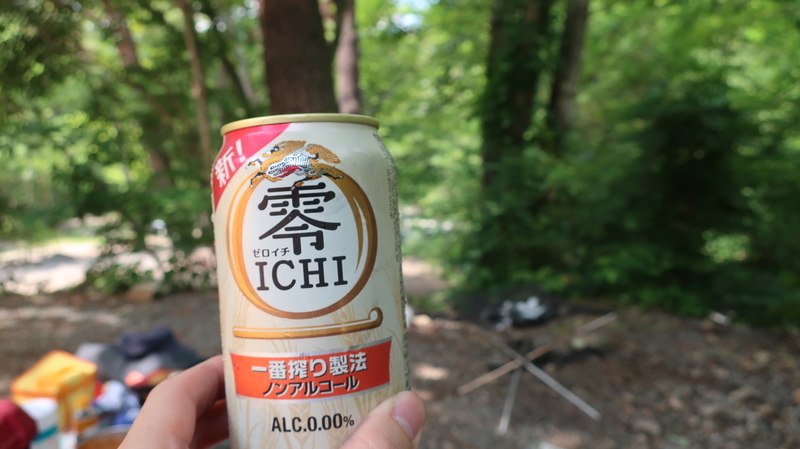 新!
零
ゼロイチ
ICHI
一番搾り製法
ノンアルコール
ALC.0.00%